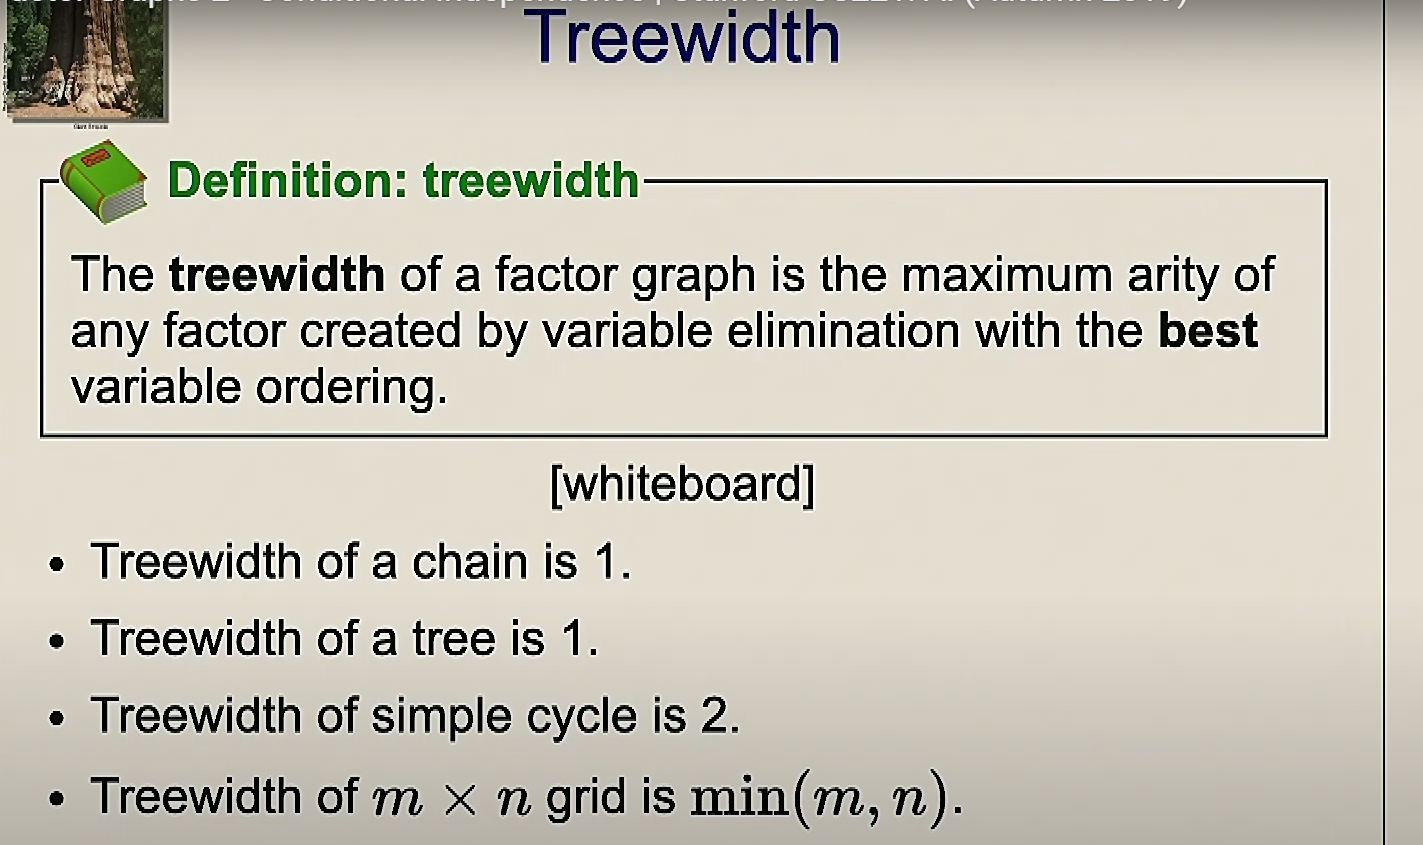 Treewidth
Definition: treewidth
The treewidth of a factor graph is the maximum arity of
any factor created by variable elimination with the best
variable ordering.
[whiteboard]
• Treewidth of a chain is 1.
• Treewidth of a tree is 1.
• Treewidth of simple cycle is 2.
• Treewidth of m × n grid is min(m, n).